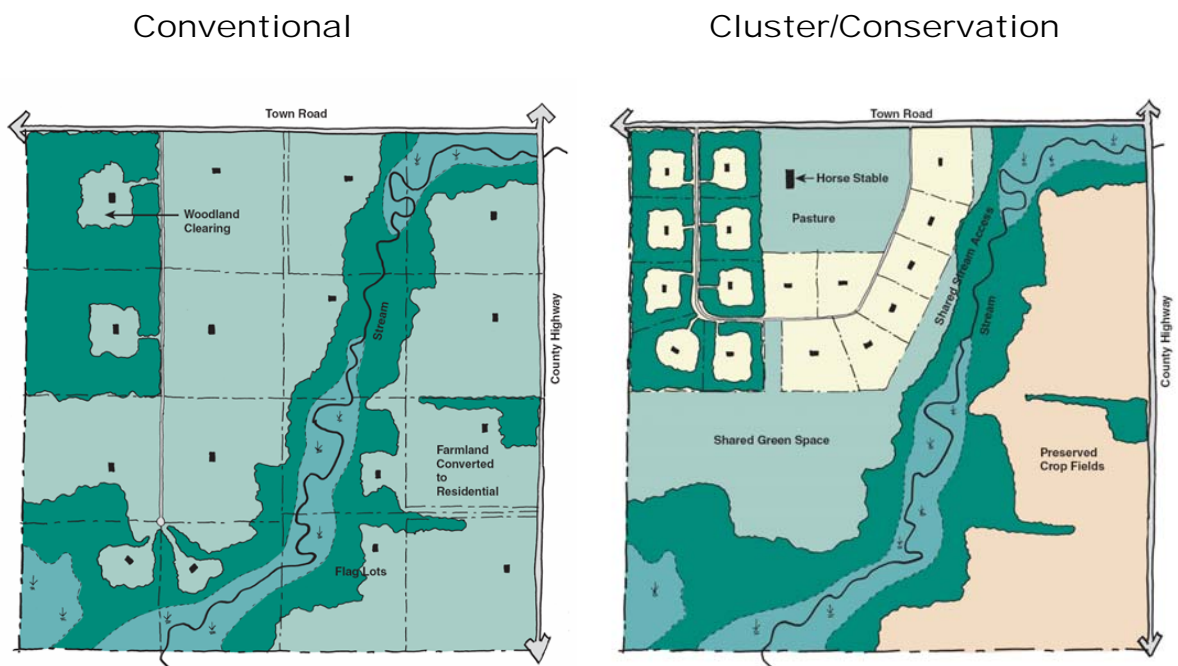 Conventional
Cluster/Conservation
Town Road
Woodland
Clearing
Stream
County Highway
Farmland
Converted
to
Residential
Flag Lots
Town Road
Horse Stable
Pasture
Shared Stream Access
Stream
County Highway
Shared Green Space
Preserved
Crop Fields